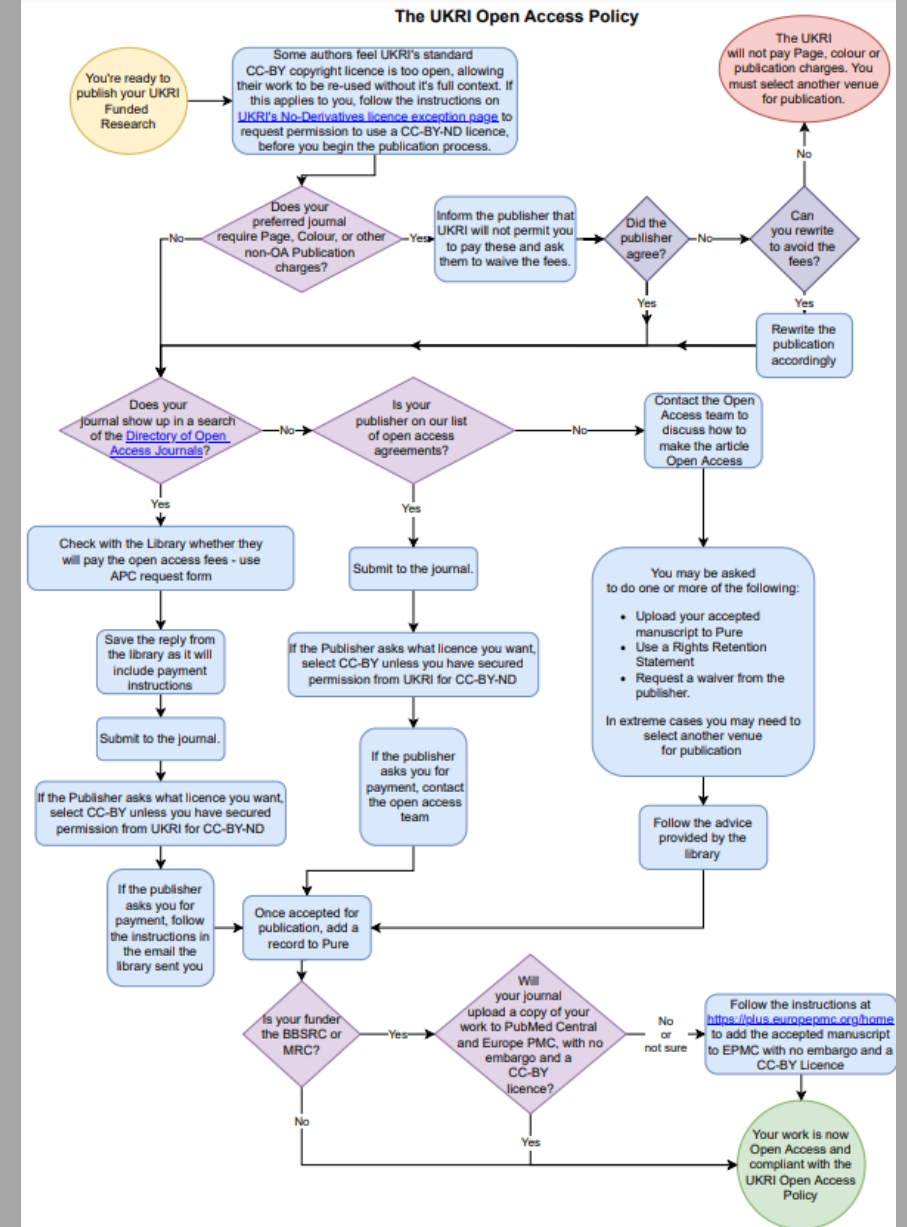 The UKRI Open Access Policy
You're ready to
publish your UKRI
Funded
Research
Some authors feel UKRI's standard
CC-BY copyright licence is too open, allowing
their work to be re-used without it's full context. If
this applies to you, follow the instructions on
UKRI's No-Derivatives licence exception page to
request permission to use a CC-BY-ND licence,
before you begin the publication process.
The UKRI
will not pay Page, colour or
publication charges. You
must select another venue
for publication.
No
Does your
preferred journal
require Page, Colour, or other
non-OA Publication
charges?
No
Yes
Inform the publisher that
UKRI will not permit you
to pay these and ask
them to waive the fees.
Did the
publisher
agree?
No
Can
you rewrite
to avoid the
fees?
Yes
Yes
Rewrite the
publication
accordingly
Does your
journal show up in a search
of the Directory of Open
Access Journals?
No
Is your
publisher on our list
of open access
agreements?
No
Contact the Open
Access team to
discuss how to
make the article
Open Access
Yes
Yes
Check with the Library whether they
will pay the open access fees - use
APC request form
Save the reply from
the library as it will
include payment
instructions
Submit to the journal.
If the Publisher asks what licence you want,
select CC-BY unless you have secured
permission from UKRI for CC-BY-ND
If the publisher
asks you for
payment, follow
the instructions in
the email the
library sent you
Submit to the journal.
If the Publisher asks what licence you want,
select CC-BY unless you have secured
permission from UKRI for CC-BY-ND
If the publisher
asks you for
payment, contact
the open access
team
You may be asked
to do one or more of the following:
• Upload your accepted
manuscript to Pure
• Use a Rights Retention
Statement
• Request a waiver from the
publisher.
In extreme cases you may need to
select another venue
for publication
Follow the advice
provided by the
library
Once accepted for
publication, add a
record to Pure
Is your funder
the BBSRC or
MRC?
Yes
No
Will
your journal
upload a copy of your
work to PubMed Central
and Europe PMC, with no
embargo and a
CC-BY
licence?
No
or
not sure
Yes
Follow the instructions at
https://plus.europepmc.org/home
to add the accepted manuscript
to EPMC with no embargo and a
CC-BY Licence
Your work is now
Open Access and
compliant with the
UKRI Open Access
Policy